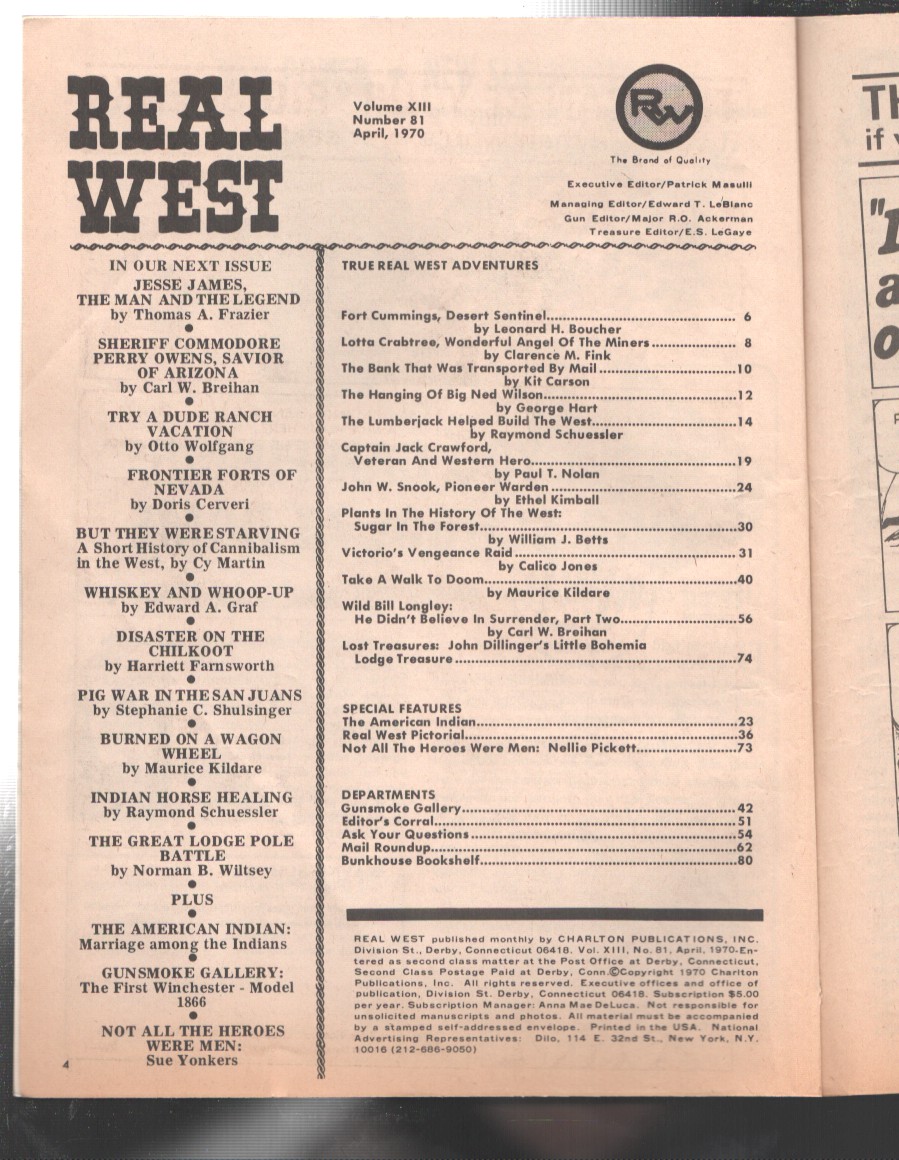 REAL
WEST
Volume XIII
Number 81
April, 1970
RW
The Brand of Quality
Executive Editor/Patrick Masulli
Managing Editor/Edward T. LeBlanc
Gun Editor/Major R.O. Ackerman
Treasure Editor/E.S. LeGaye
IN OUR NEXT ISSUE
JESSE JAMES,
THE MAN AND THE LEGEND
by Thomas A. Frazier
SHERIFF COMMODORE
PERRY OWENS, SAVIOR
OF ARIZONA
by Carl W. Breihan
TRY A DUDE RANCH
VACATION
by Otto Wolfgang
FRONTIER FORTS OF
NEVADA
by Doris Cerveri
BUT THEY WERE STARVING
A Short History of Cannibalism
in the West, by Cy Martin
WHISKEY AND WHOOP-UP
by Edward A. Graf
DISASTER ON THE
CHILKOOT
by Harriett Farnsworth
PIG WAR IN THE SAN JUANS
by Stephanie C. Shulsinger
BURNED ON A WAGON
WHEEL
by Maurice Kildare
INDIAN HORSE HEALING
by Raymond Schuessler
THE GREAT LODGE POLE
BATTLE
by Norman B. Wiltsey
PLUS
THE AMERICAN INDIAN:
Marriage among the Indians
GUNSMOKE GALLERY:
The First Winchester - Model
1866
NOT ALL THE HEROES
WERE MEN:
Sue Yonkers
4
TRUE REAL WEST ADVENTURES
Fort Cummings, Desert Sentinel.......... 6
by Leonard H. Boucher
Lotta Crabtree, Wonderful Angel Of The Miners.......... 8
by Clarence M. Fink
The Bank That Was Transported By Mail..........10
by Kit Carson
The Hanging Of Big Ned Wilson..........12
by George Hart
The Lumberjack Helped Build The West..........14
by Raymond Schuessler
Captain Jack Crawford,
Veteran And Western Hero..........19
by Paul T. Nolan
John W. Snook, Pioneer Warden..........24
by Ethel Kimball
Plants In The History Of The West:
Sugar In The Forest..........30
by William J. Betts
Victorio's Vengeance Raid.......... 31
by Calico Jones
Take A Walk To Doom..........40
by Maurice Kildare
Wild Bill Longley:
He Didn't Believe In Surrender, Part Two..........56
by Carl W. Breihan
Lost Treasures: John Dillinger's Little Bohemia
Lodge Treasure..........74
SPECIAL FEATURES
The American Indian..........23
Real West Pictorial..........36
Not All The Heroes Were Men: Nellie Pickett..........73
DEPARTMENTS
Gunsmoke Gallery..........42
Editor's Corral..........51
Ask Your Questions..........54
Mail Roundup..........62
Bunkhouse Bookshelf..........80
REAL WEST published monthly by CHARLTON PUBLICATIONS, INC.
Division St., Derby, Connecticut 06418. Vol. XIII, No. 81, April, 1970-En-
tered as second class matter at the Post Office at Derby, Connecticut,
Second Class Postage Paid at Derby, Conn.©Copyright 1970 Charlton
Publications, Inc. All rights reserved. Executive offices and office of
publication, Division St. Derby, Connecticut 06418. Subscription $5.00
per year. Subscription Manager: Anna Mae DeLuca. Not responsible for
unsolicited manuscripts and photos. All material must be accompanied
by a stamped self-addressed envelope. Printed in the USA. National
Advertising Representatives: Dilo, 114 E. 32nd St., New York, N.Y.
10016 (212-686-9050)
TH
if